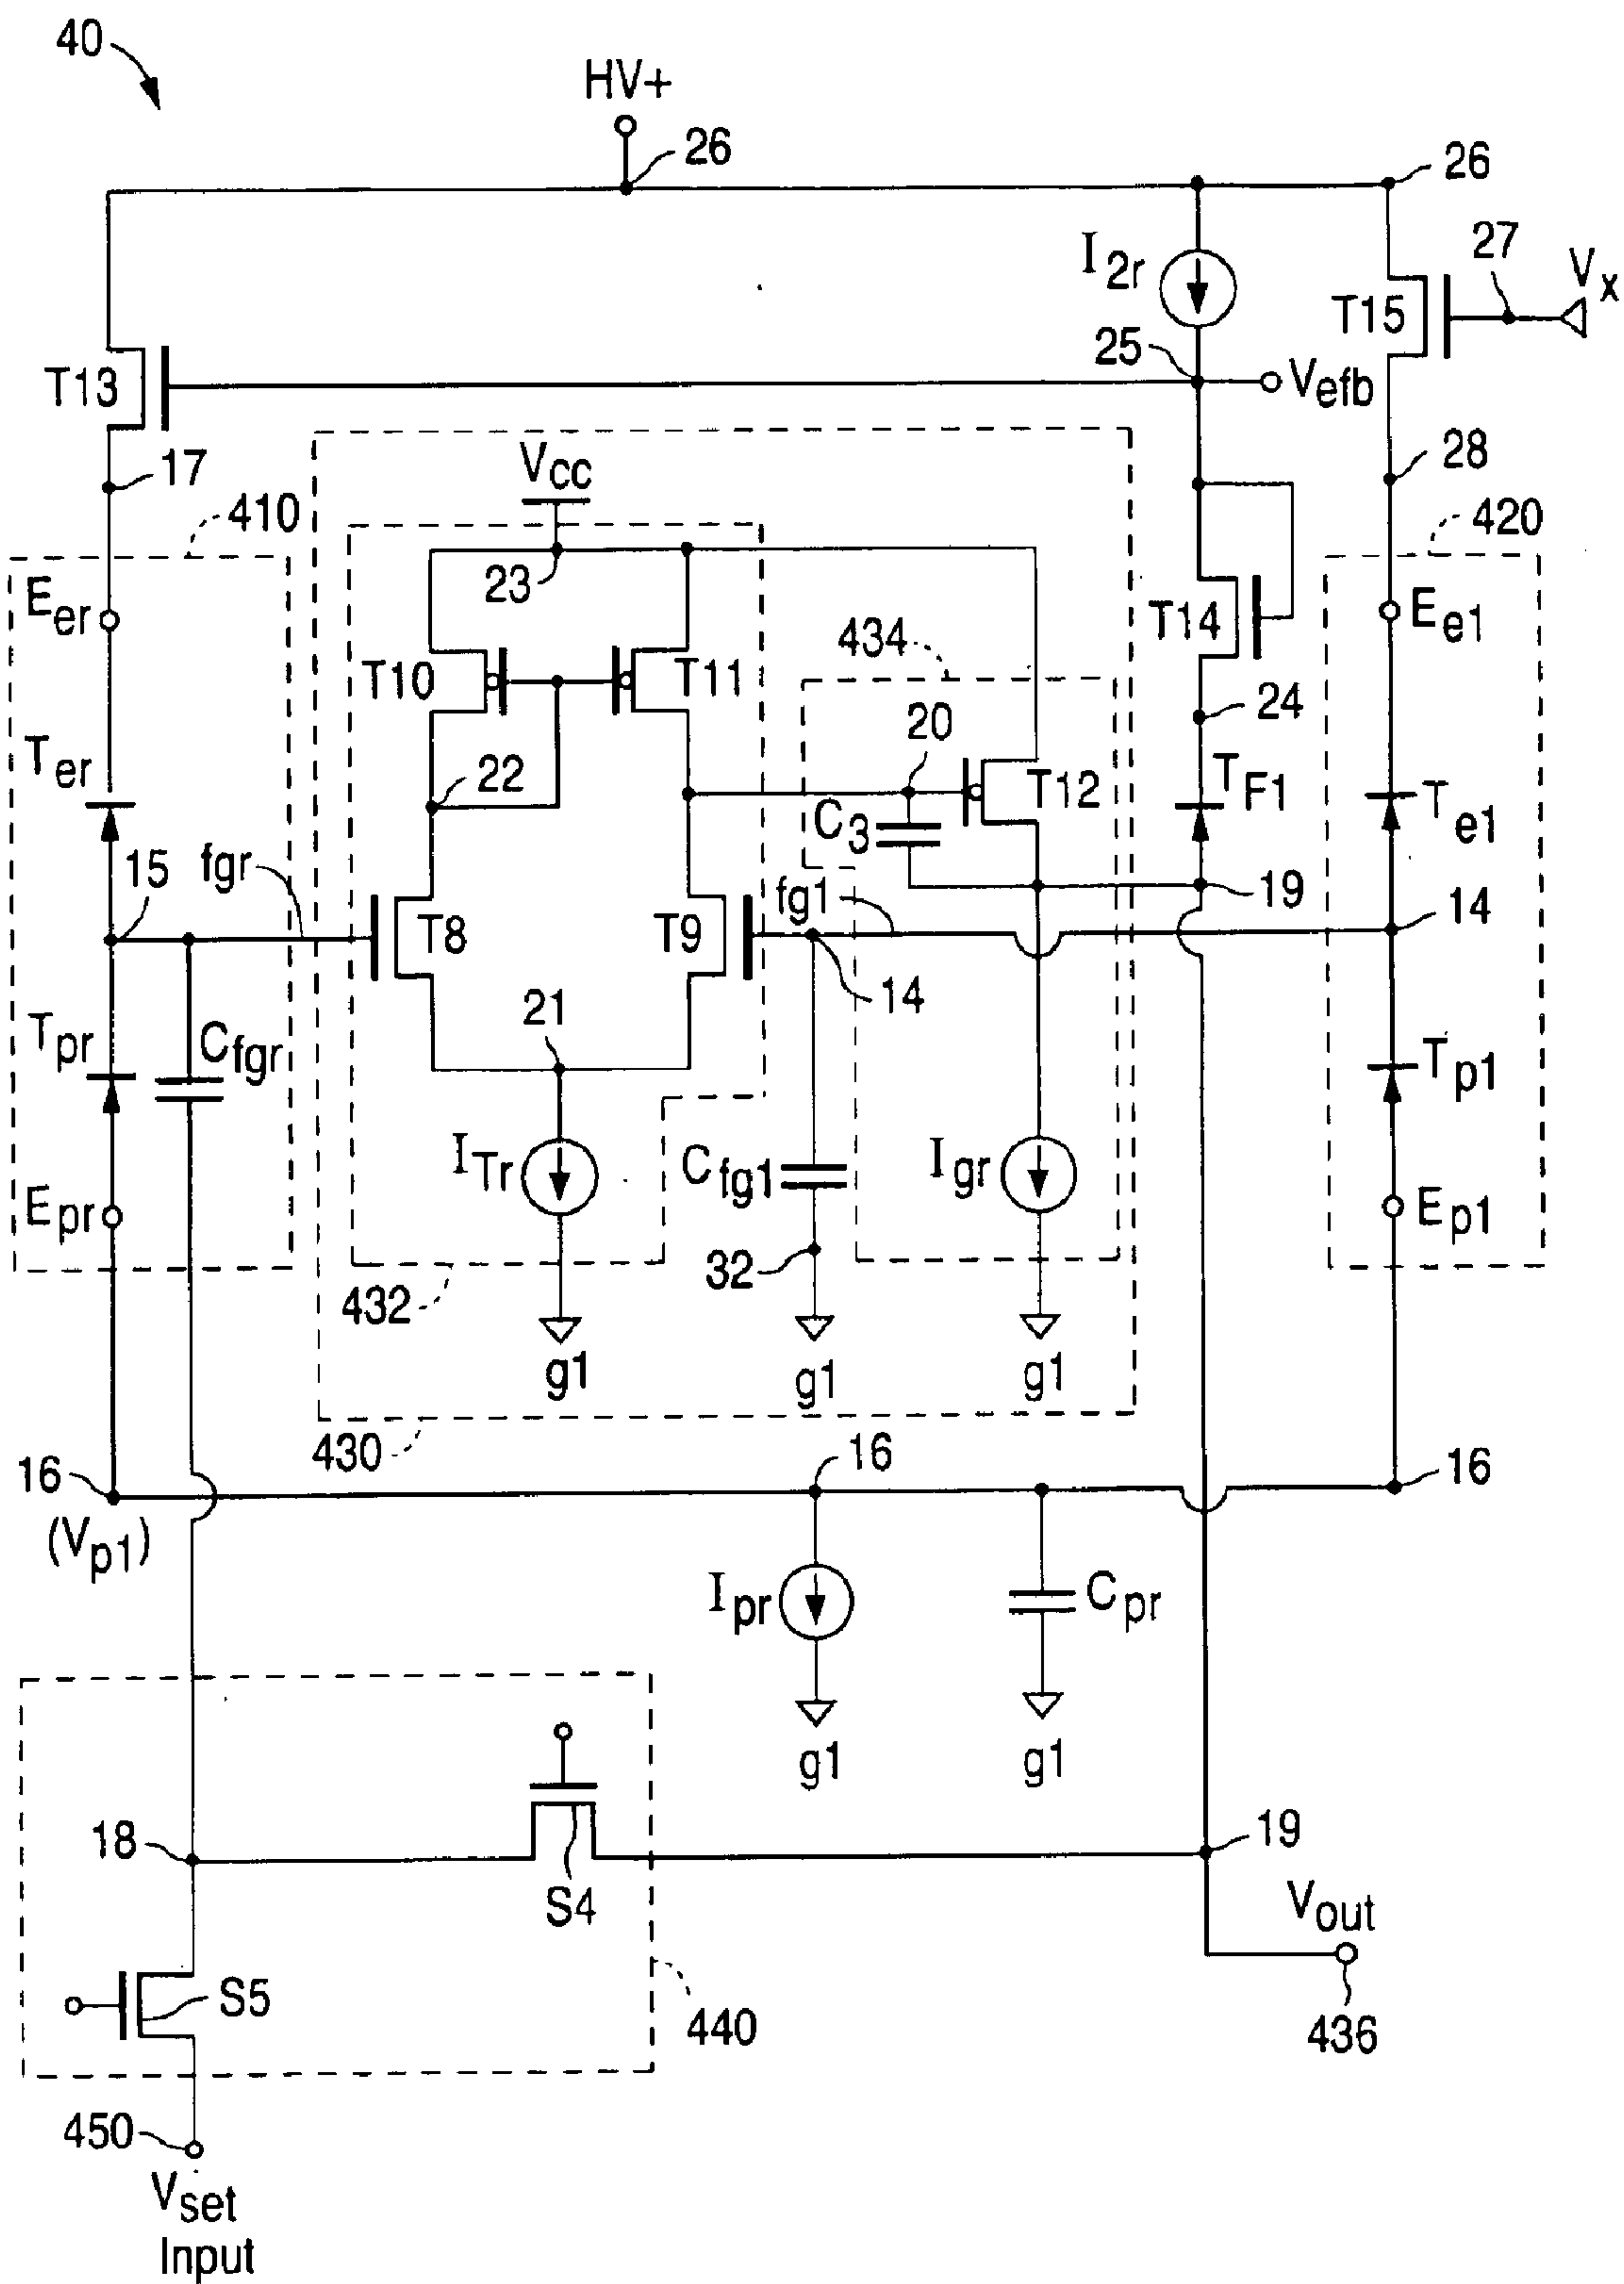 40
HV+
26
26
I2r
27
Vx
T15
25
T13
Vefb
17
Vcc
28
410
420
23
Eer
Ee1
T14
434
T10
T11
24
20
Ter
22
T12
TF1
Te1
C3
15
fgr
19
fg1
14
T8
T9
14
21
Tpr
Cfgr
Tp1
ITr
Cfg1
Igr
Epr
Ep1
32
432
g1
g1
g1
430
16
16
16
(Vp1)
Ipr
Cpr
g1
g1
18
19
S4
Vout
S5
440
436
450
Vset
Input